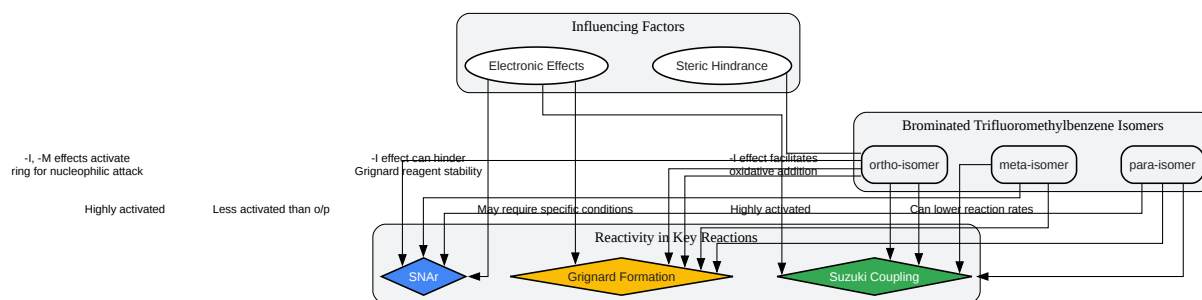 Influencing Factors
Electronic Effects
Steric Hindrance
Brominated Trifluoromethylbenzene Isomers
-I, -M effects activate
ring for nucleophilic attack
-I effect can hinder
Grignard reagent stability
-I effect facilitates
oxidative addition
ortho-isomer
meta-isomer
para-isomer
Highly activated
Less activated than o/p
May require specific conditions
Highly activated
Can lower reaction rates
Reactivity in Key Reactions
SNAr
Grignard Formation
Suzuki Coupling